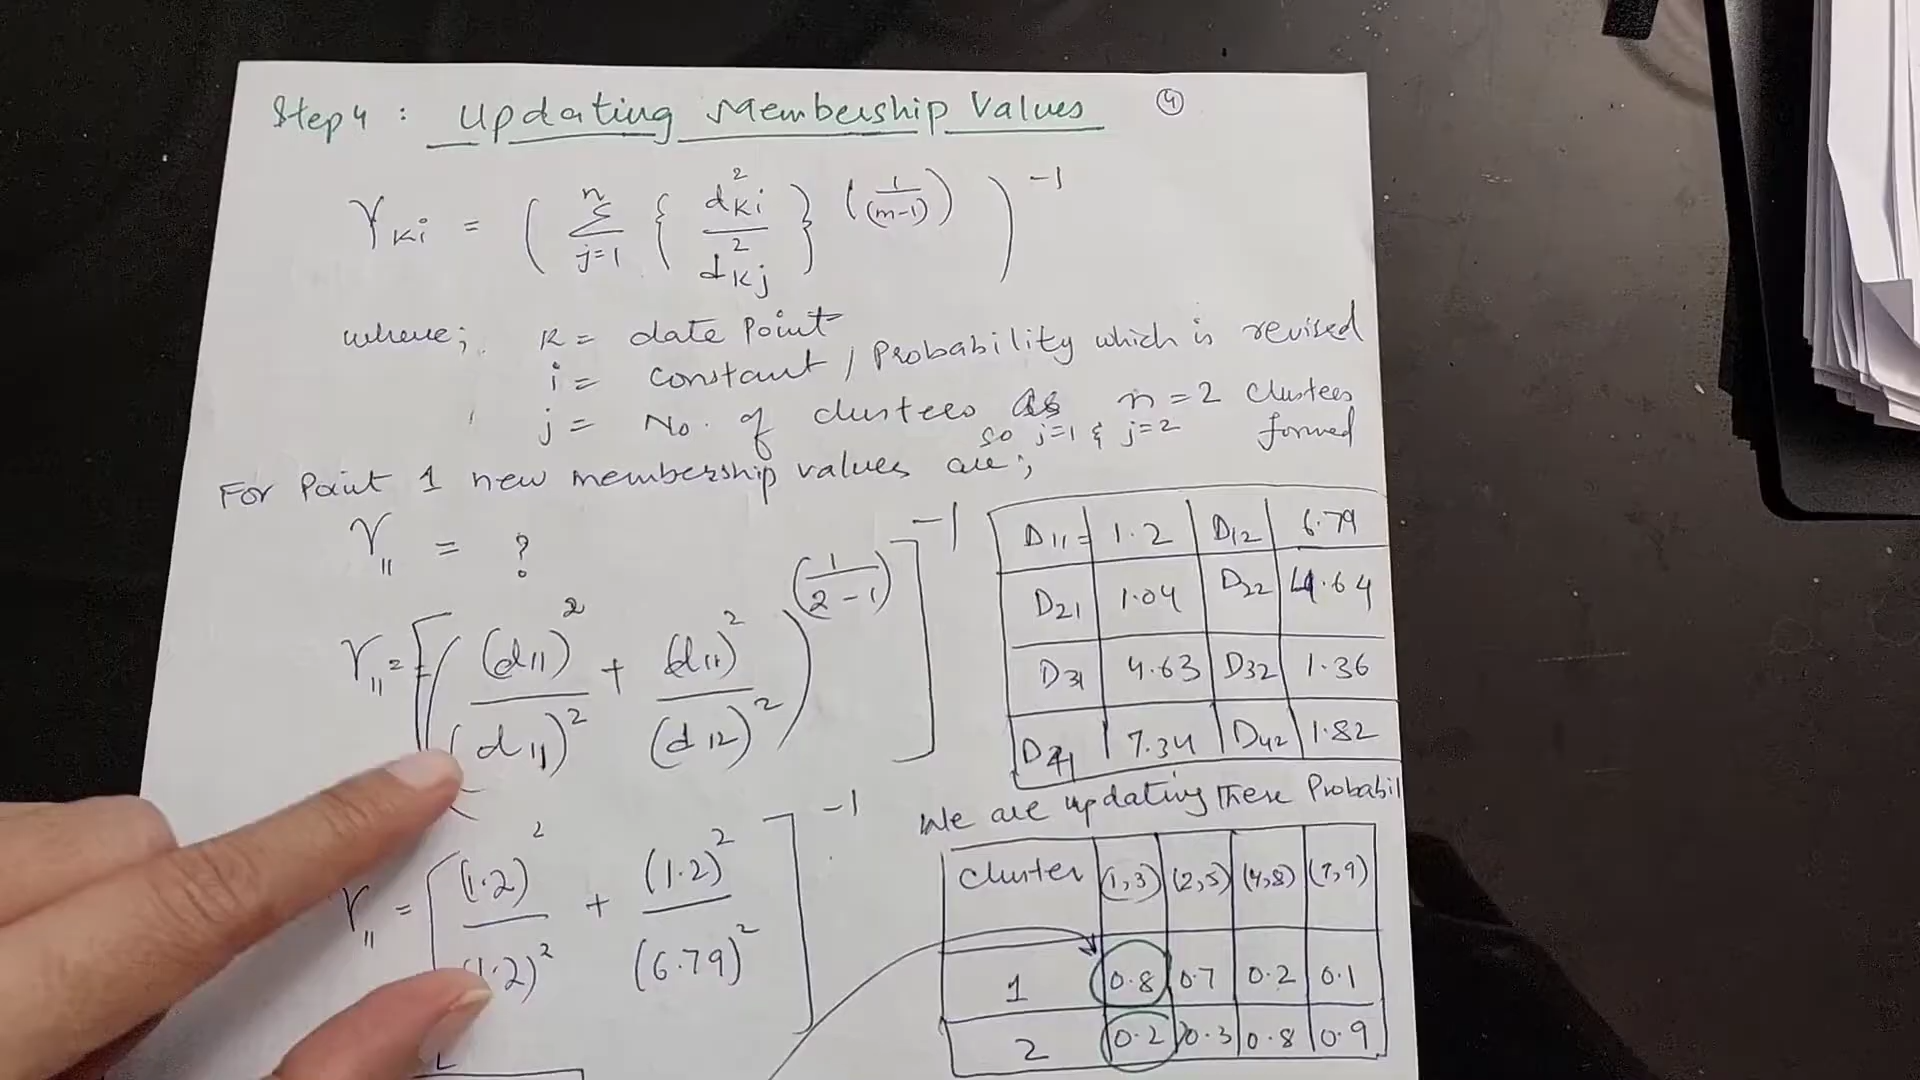 Step 4 : Updating Membership Values ④
γki = ( n Σ j=1 { d²ki / d²kj } (1/(m-1)) ) -1
where; K = date Point
i = constant / Probability which is revised
j = No. of clusters as n = 2 clusters
so j=1 & j=2 formed
For Point 1 new membership values are;
γ11 = ?
γ11 = [ ( (d11)² / (d11)² + (d11)² / (d12)² ) (1/(2-1)) ] -1
γ11 = [ (1.2)² / (1.2)² + (1.2)² / (6.79)² ] -1
D11= 1.2 D12 6.79
D21 1.04 D22 4.64
D31 4.63 D32 1.36
D41 7.34 D42 1.82
We are updating these Probabil
Cluster (1,3) (2,5) (4,8) (7,9)
1 0.8 0.7 0.2 0.1
2 0.2 0.3 0.8 0.9